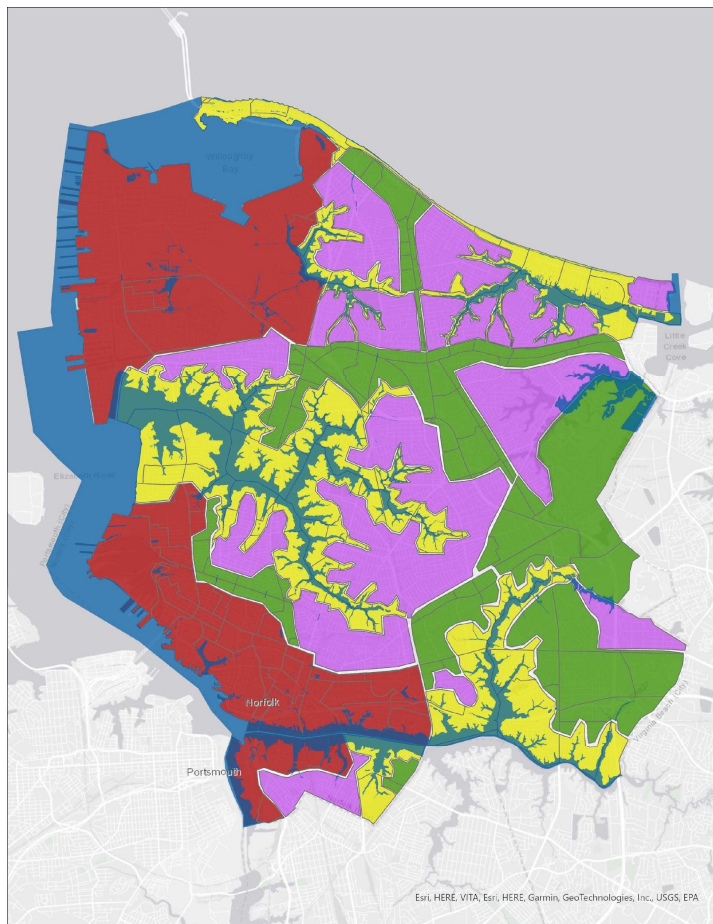 Willoughby
Bay
Little
Creek
Cove
Elizabeth River
Norfolk
Portsmouth
Virginia Beach (City)
Esri, HERE, VITA, Esri, HERE, Garmin, GeoTechnologies, Inc., USGS, EPA